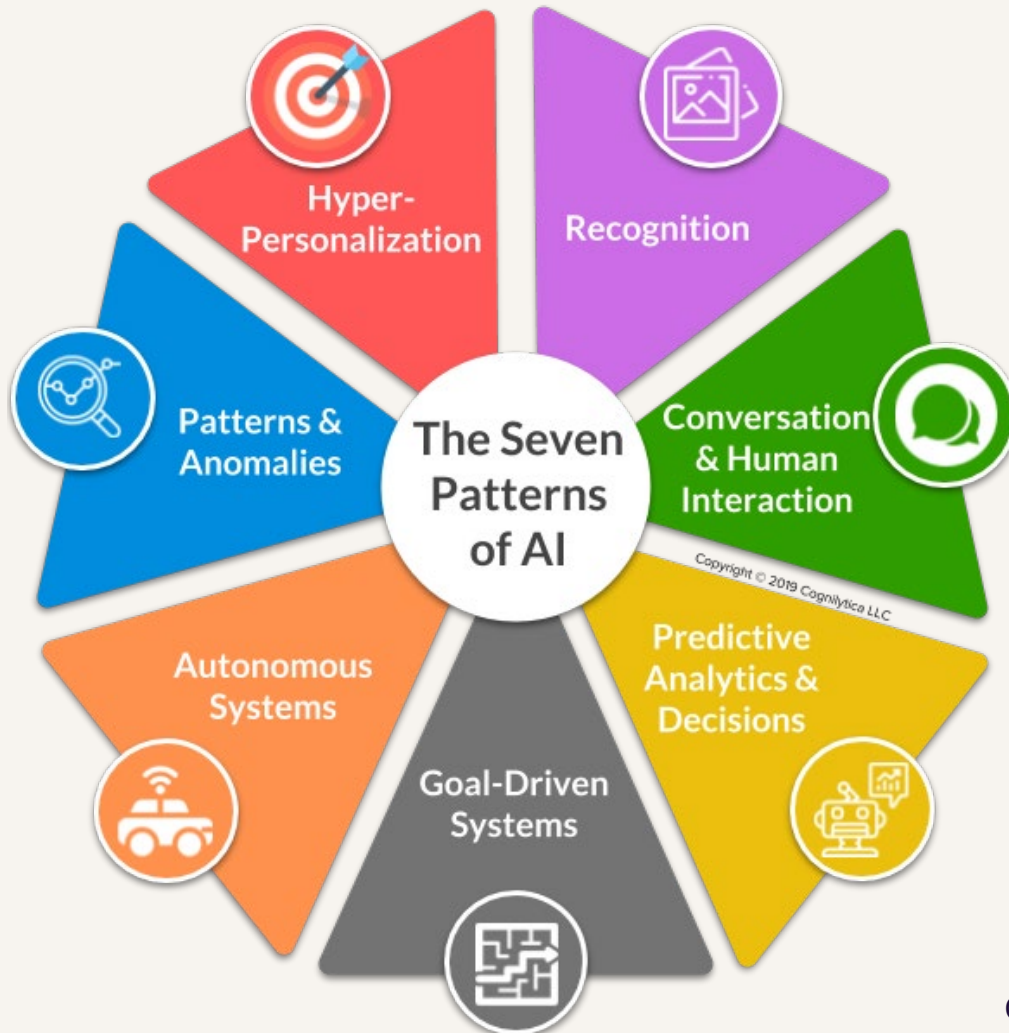 Hyper-
Personalization
Recognition
Patterns &
Anomalies
The Seven
Patterns
of AI
Conversation
& Human
Interaction
Copyright © 2019 Cognilytica LLC
Autonomous
Systems
Predictive
Analytics &
Decisions
Goal-Driven
Systems